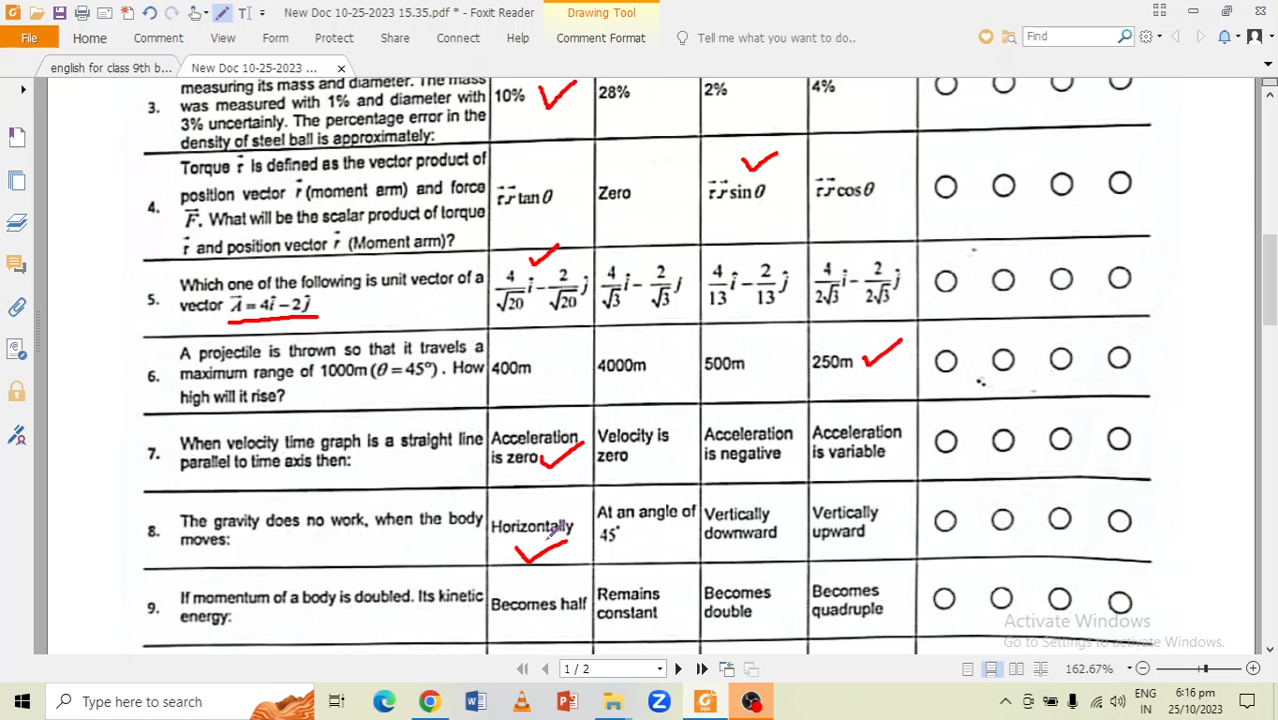 New Doc 10-25-2023 15.35.pdf * - Foxit Reader
Drawing Tool
File
Home
Comment
View
Form
Protect
Share
Connect
Help
Comment Format
Tell me what you want to do..
Find
english for class 9th b...
New Doc 10-25-2023 ...
3.
measuring its mass and diameter. The mass
was measured with 1% and diameter with
3% uncertainly. The percentage error in the
density of steel ball is approximately:
10%
28%
2%
4%
4.
Torque r⃗ is defined as the vector product of
position vector r⃗ (moment arm) and force
F⃗. What will be the scalar product of torque
r⃗ and position vector r⃗ (Moment arm)?
τ⃗.r⃗ tan θ
Zero
τ⃗.r⃗ sin θ
τ⃗.r⃗ cos θ
5.
Which one of the following is unit vector of a
vector A⃗ = 4î − 2ĵ
4/√20 î − 2/√20 ĵ
4/√3 î − 2/√3 ĵ
4/13 î − 2/13 ĵ
4/2√3 î − 2/2√3 ĵ
6.
A projectile is thrown so that it travels a
maximum range of 1000m (θ = 45°). How
high will it rise?
400m
4000m
500m
250m
7.
When velocity time graph is a straight line
parallel to time axis then:
Acceleration
is zero
Velocity is
zero
Acceleration
is negative
Acceleration
is variable
8.
The gravity does no work, when the body
moves:
Horizontally
At an angle of
45°
Vertically
downward
Vertically
upward
9.
If momentum of a body is doubled. Its kinetic
energy:
Becomes half
Remains
constant
Becomes
double
Becomes
quadruple
Activate Windows
Go to Settings to activate Windows.
1 / 2
162.67%
Type here to search
ENG
IN
6:16 pm
25/10/2023